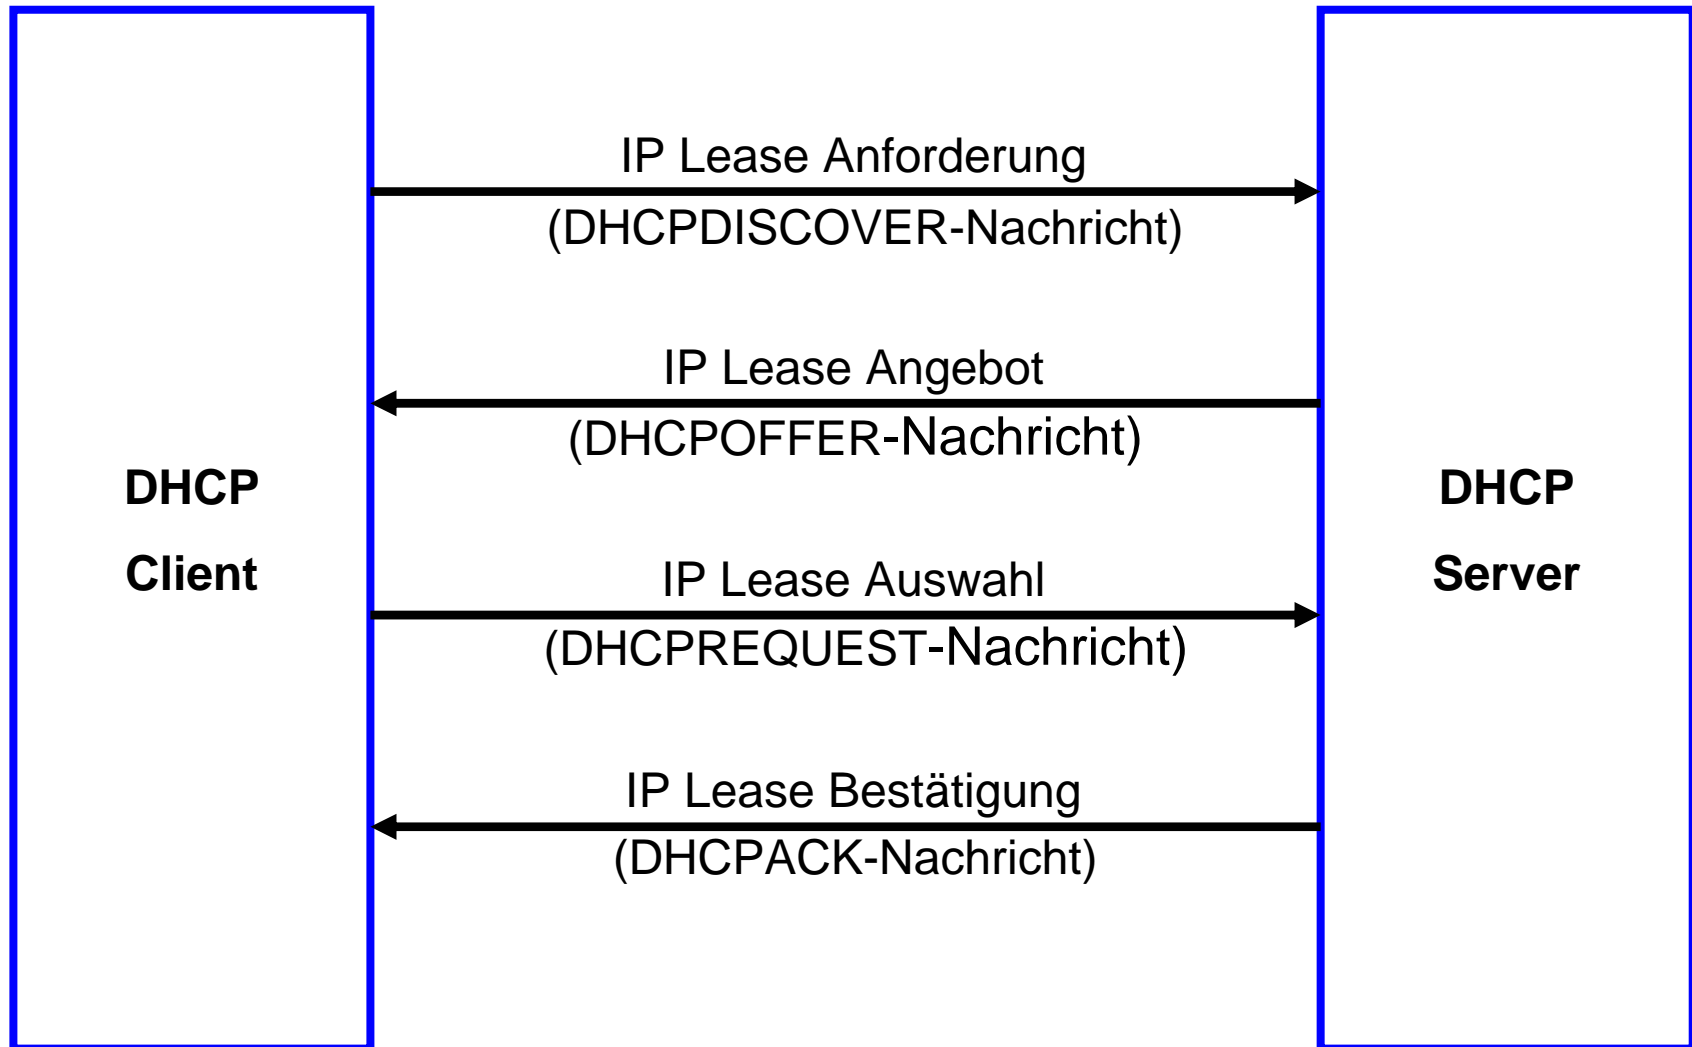 IP Lease Anforderung
(DHCPDISCOVER-Nachricht)
IP Lease Angebot
(DHCPOFFER-Nachricht)
DHCP
Client
DHCP
Server
IP Lease Auswahl
(DHCPREQUEST-Nachricht)
IP Lease Bestätigung
(DHCPACK-Nachricht)